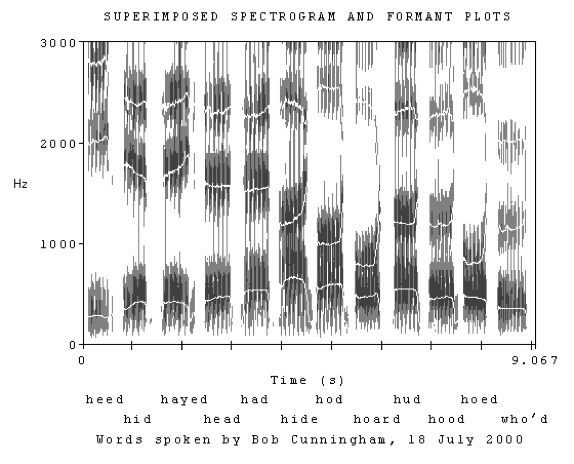 SUPERIMPOSED SPECTROGRAM AND FORMANT PLOTS
3000
2000
Hz
1000
0
0 9.067
Time (s)
heed hayed had hod hud hoed
hid head hide hoard hood who'd
Words spoken by Bob Cunningham, 18 July 2000